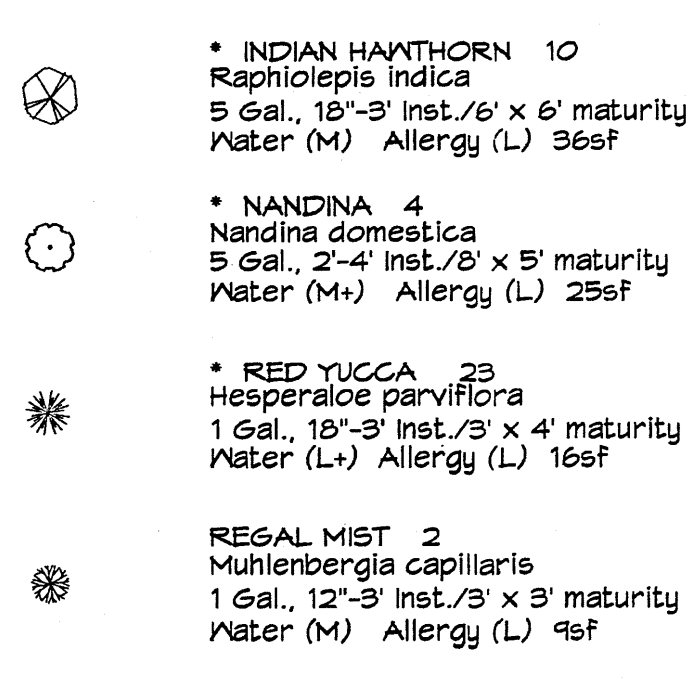 * INDIAN HAWTHORN 10
Raphiolepis indica
5 Gal., 18"-3' Inst./6' x 6' maturity
Water (M) Allergy (L) 36sf
* NANDINA 4
Nandina domestica
5 Gal., 2'-4' Inst./8' x 5' maturity
Water (M+) Allergy (L) 25sf
* RED YUCCA 23
Hesperaloe parviflora
1 Gal., 18"-3' Inst./3' x 4' maturity
Water (L+) Allergy (L) 16sf
REGAL MIST 2
Muhlenbergia capillaris
1 Gal., 12"-3' Inst./3' x 3' maturity
Water (M) Allergy (L) 9sf